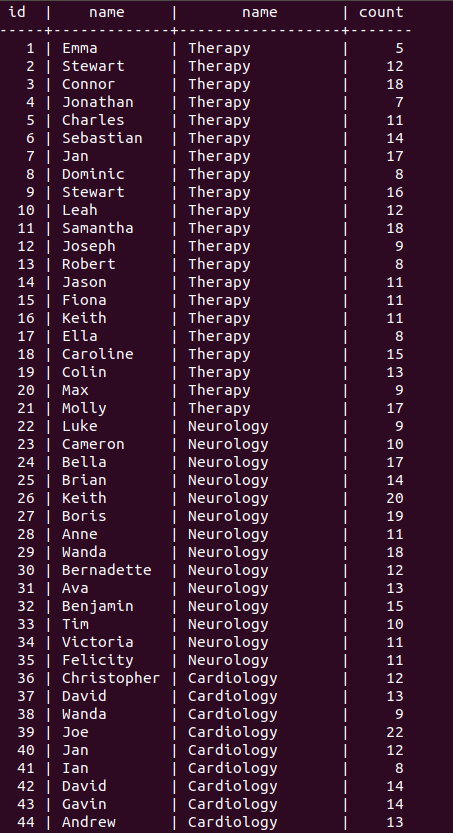 id | name | name | count
-----+-------------+------------------+-------
1 | Emma | Therapy | 5
2 | Stewart | Therapy | 12
3 | Connor | Therapy | 18
4 | Jonathan | Therapy | 7
5 | Charles | Therapy | 11
6 | Sebastian | Therapy | 14
7 | Jan | Therapy | 17
8 | Dominic | Therapy | 8
9 | Stewart | Therapy | 16
10 | Leah | Therapy | 12
11 | Samantha | Therapy | 18
12 | Joseph | Therapy | 9
13 | Robert | Therapy | 8
14 | Jason | Therapy | 11
15 | Fiona | Therapy | 11
16 | Keith | Therapy | 11
17 | Ella | Therapy | 8
18 | Caroline | Therapy | 15
19 | Colin | Therapy | 13
20 | Max | Therapy | 9
21 | Molly | Therapy | 17
22 | Luke | Neurology | 9
23 | Cameron | Neurology | 10
24 | Bella | Neurology | 17
25 | Brian | Neurology | 14
26 | Keith | Neurology | 20
27 | Boris | Neurology | 19
28 | Anne | Neurology | 11
29 | Wanda | Neurology | 18
30 | Bernadette | Neurology | 12
31 | Ava | Neurology | 13
32 | Benjamin | Neurology | 15
33 | Tim | Neurology | 10
34 | Victoria | Neurology | 11
35 | Felicity | Neurology | 11
36 | Christopher | Cardiology | 12
37 | David | Cardiology | 13
38 | Wanda | Cardiology | 9
39 | Joe | Cardiology | 22
40 | Jan | Cardiology | 12
41 | Ian | Cardiology | 8
42 | David | Cardiology | 14
43 | Gavin | Cardiology | 14
44 | Andrew | Cardiology | 13